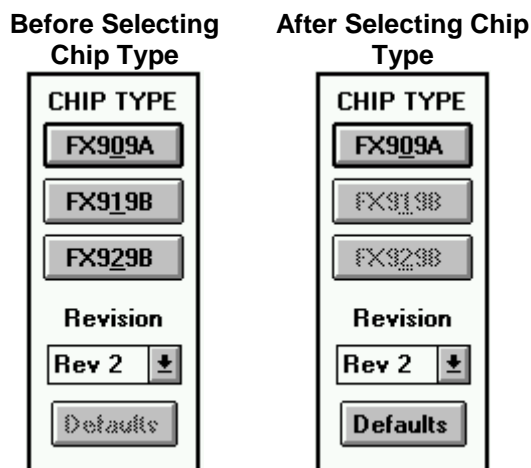 Before Selecting
Chip Type
CHIP TYPE
FX909A
FX919B
FX929B
Revision
Rev 2
Defaults
After Selecting Chip
Type
CHIP TYPE
FX909A
FX919B
FX929B
Revision
Rev 2
Defaults